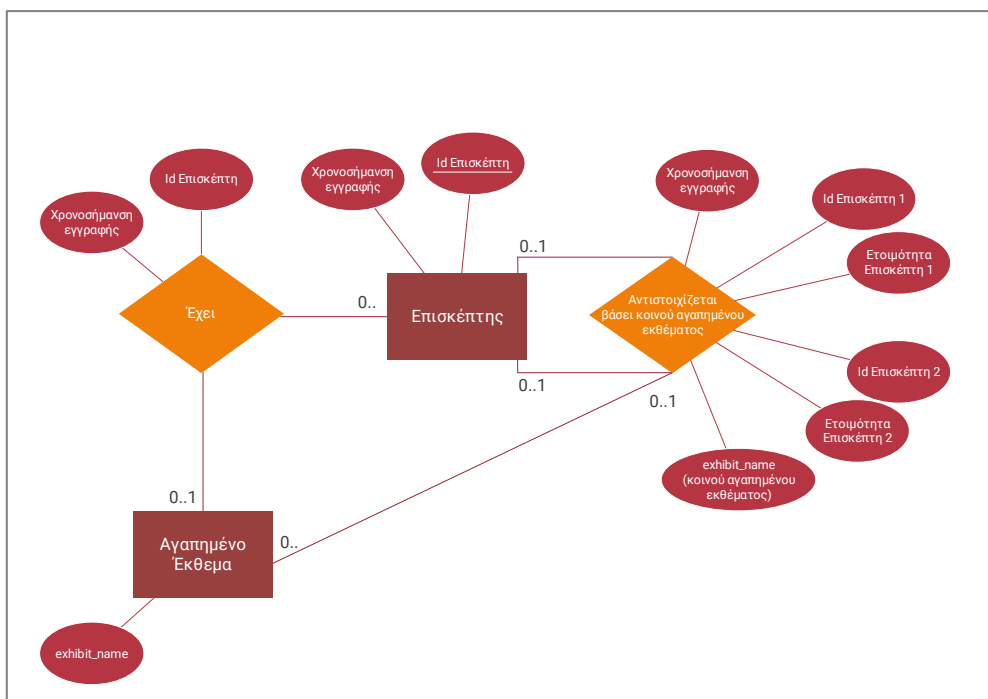 Id Επισκέπτη
Χρονοσήμανση
εγγραφής
Χρονοσήμανση
εγγραφής
Id Επισκέπτη
Χρονοσήμανση
εγγραφής
Id Επισκέπτη 1
Ετοιμότητα
Επισκέπτη 1
0..1
Έχει
0..
Επισκέπτης
Αντιστοιχίζεται
βάσει κοινού αγαπημένου
εκθέματος
0..1
0..1
Id Επισκέπτη 2
Ετοιμότητα
Επισκέπτη 2
exhibit_name
(κοινού αγαπημένου
εκθέματος)
0..1
0..
Αγαπημένο
Έκθεμα
exhibit_name